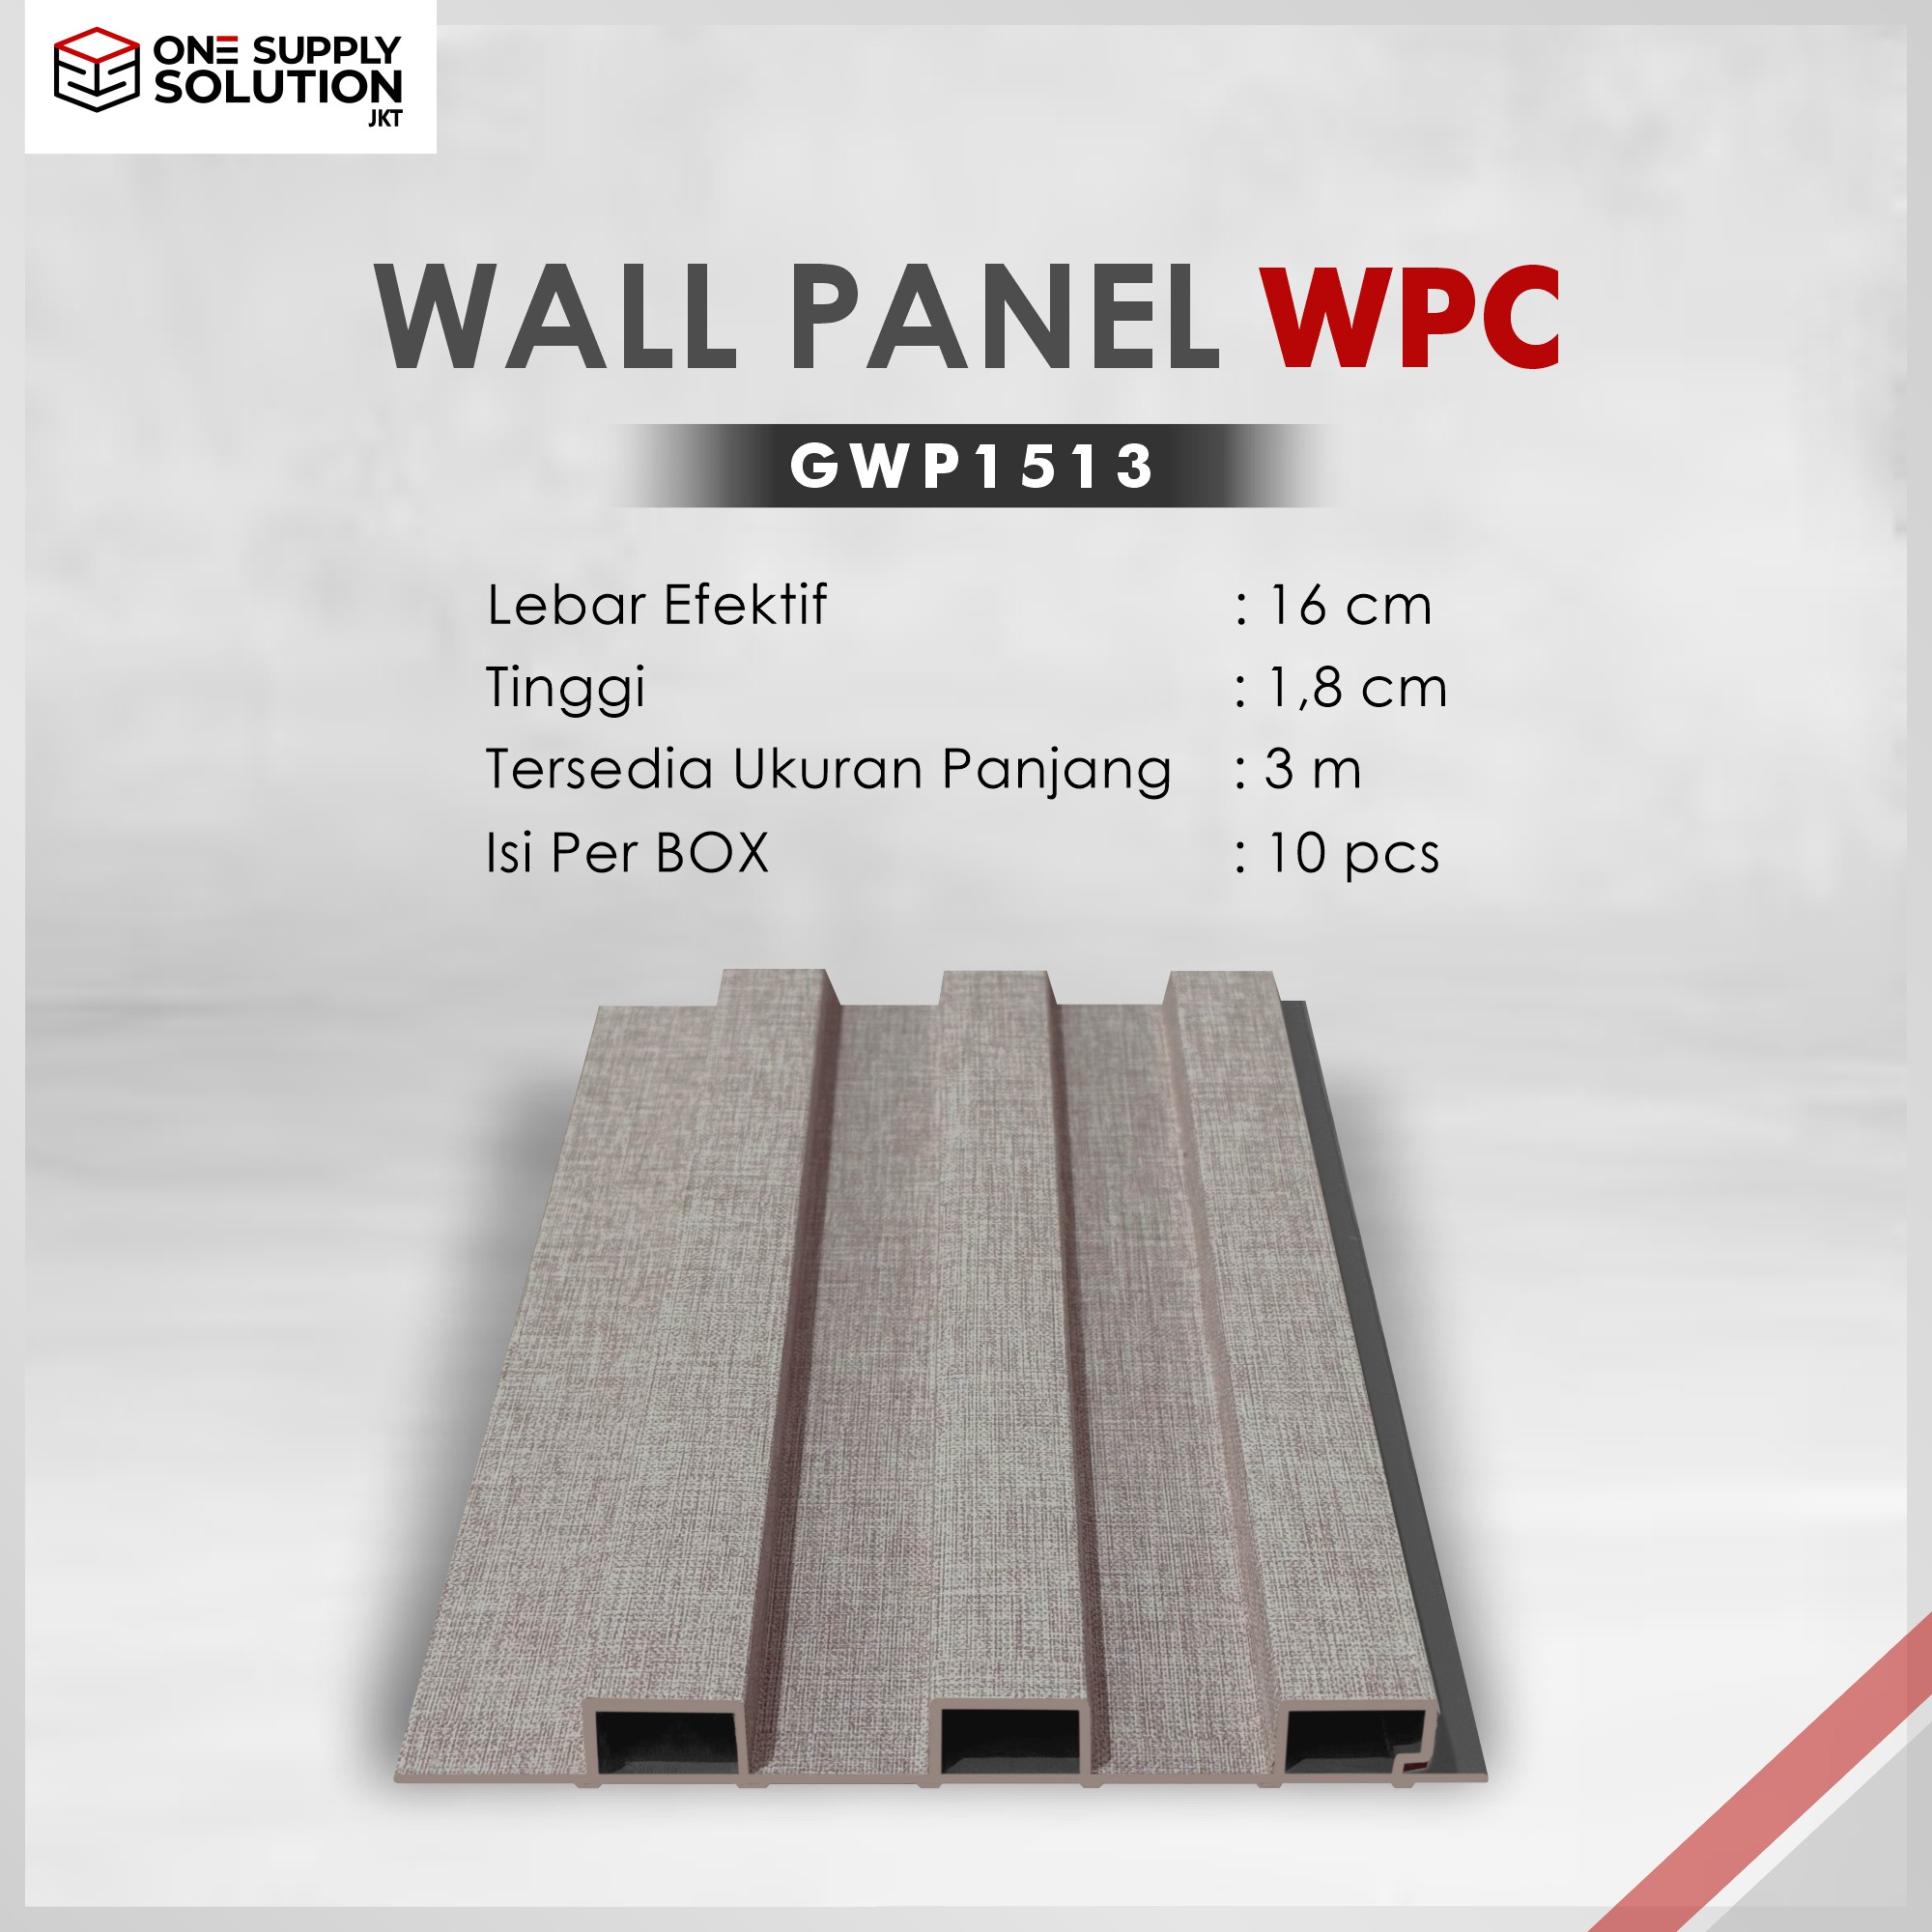 ONE SUPPLY
SOLUTION
JKT
WALL PANEL WPC
GWP1513
Lebar Efektif : 16 cm
Tinggi : 1,8 cm
Tersedia Ukuran Panjang : 3 m
Isi Per BOX : 10 pcs